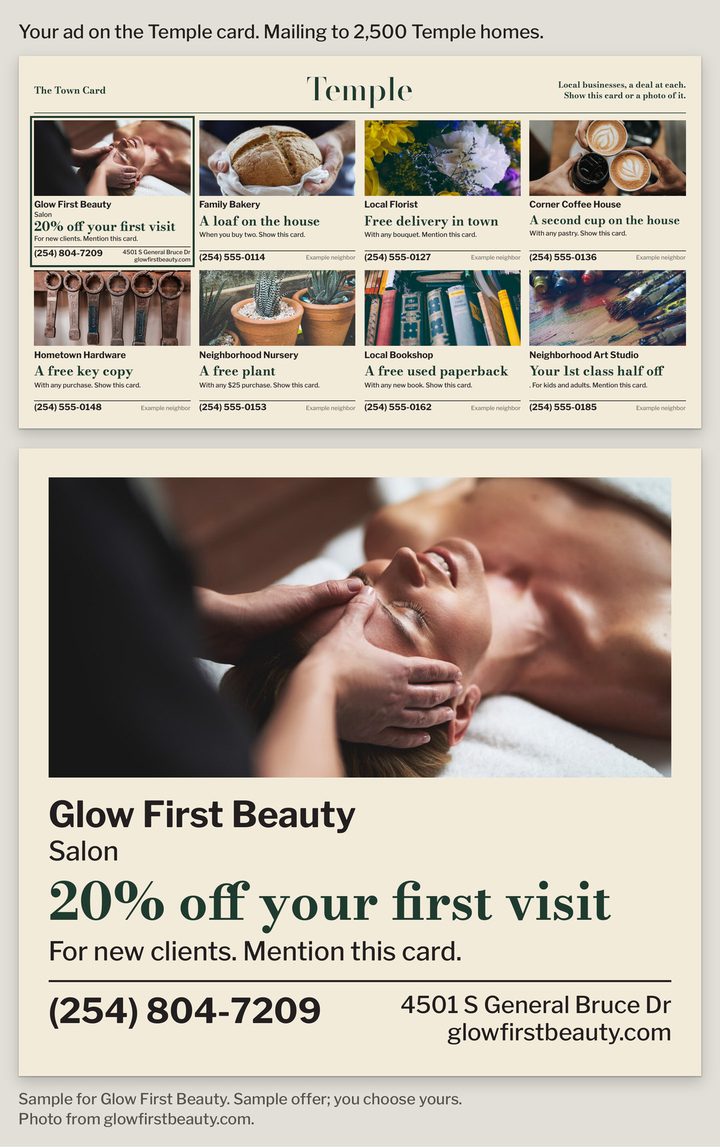 Your ad on the Temple card. Mailing to 2,500 Temple homes.
The Town Card
Temple
Local businesses, a deal at each.
Show this card or a photo of it.
Glow First Beauty
Salon
20% off your first visit
For new clients. Mention this card.
(254) 804-7209
4501 S General Bruce Dr
glowfirstbeauty.com
Family Bakery
A loaf on the house
When you buy two. Show this card.
(254) 555-0114
Example neighbor
Local Florist
Free delivery in town
With any bouquet. Mention this card.
(254) 555-0127
Example neighbor
Corner Coffee House
A second cup on the house
With any pastry. Show this card.
(254) 555-0136
Example neighbor
Hometown Hardware
A free key copy
With any purchase. Show this card.
(254) 555-0148
Example neighbor
Neighborhood Nursery
A free plant
With any $25 purchase. Show this card.
(254) 555-0153
Example neighbor
Local Bookshop
A free used paperback
With any new book. Show this card.
(254) 555-0162
Example neighbor
Neighborhood Art Studio
Your 1st class half off
. For kids and adults. Mention this card.
(254) 555-0185
Example neighbor
Glow First Beauty
Salon
20% off your first visit
For new clients. Mention this card.
(254) 804-7209
4501 S General Bruce Dr
glowfirstbeauty.com
Sample for Glow First Beauty. Sample offer; you choose yours.
Photo from glowfirstbeauty.com.